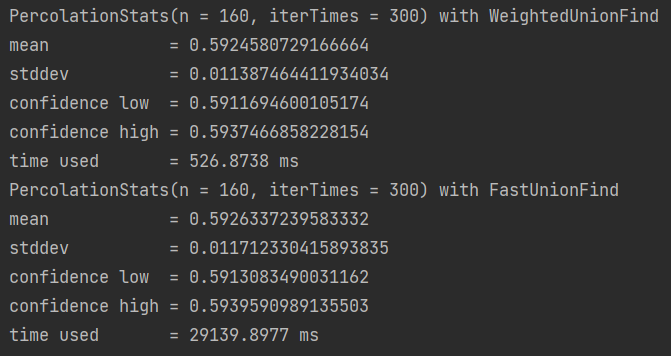 PercolationStats(n = 160, iterTimes = 300) with WeightedUnionFind
mean            = 0.5924580729166664
stddev          = 0.011387464411934034
confidence low  = 0.5911694600105174
confidence high = 0.5937466858228154
time used       = 526.8738 ms
PercolationStats(n = 160, iterTimes = 300) with FastUnionFind
mean            = 0.5926337239583332
stddev          = 0.011712330415893835
confidence low  = 0.5913083490031162
confidence high = 0.5939590989135503
time used       = 29139.8977 ms